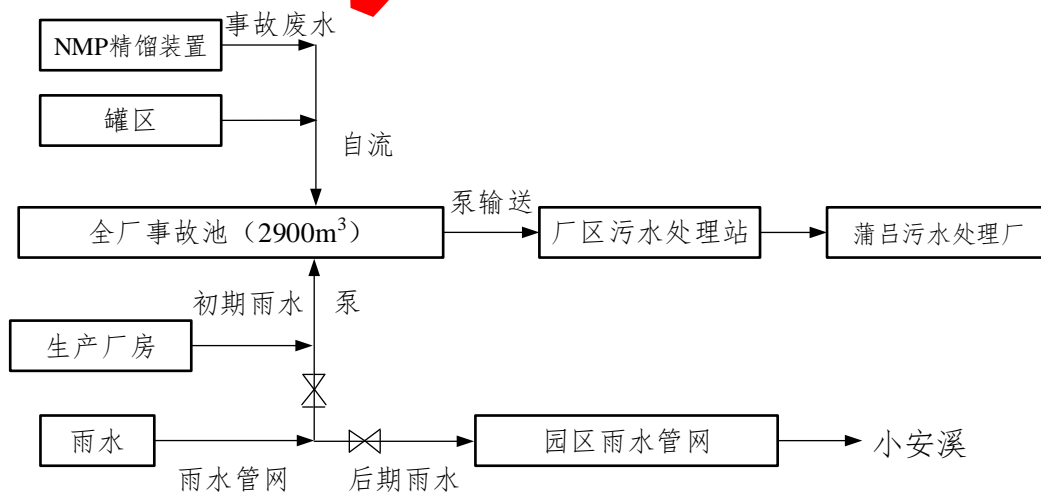 事故废水
NMP精馏装置
罐区
自流
全厂事故池（2900m³）
泵输送
厂区污水处理站
蒲吕污水处理厂
初期雨水
泵
生产厂房
雨水
雨水管网
后期雨水
园区雨水管网
小安溪